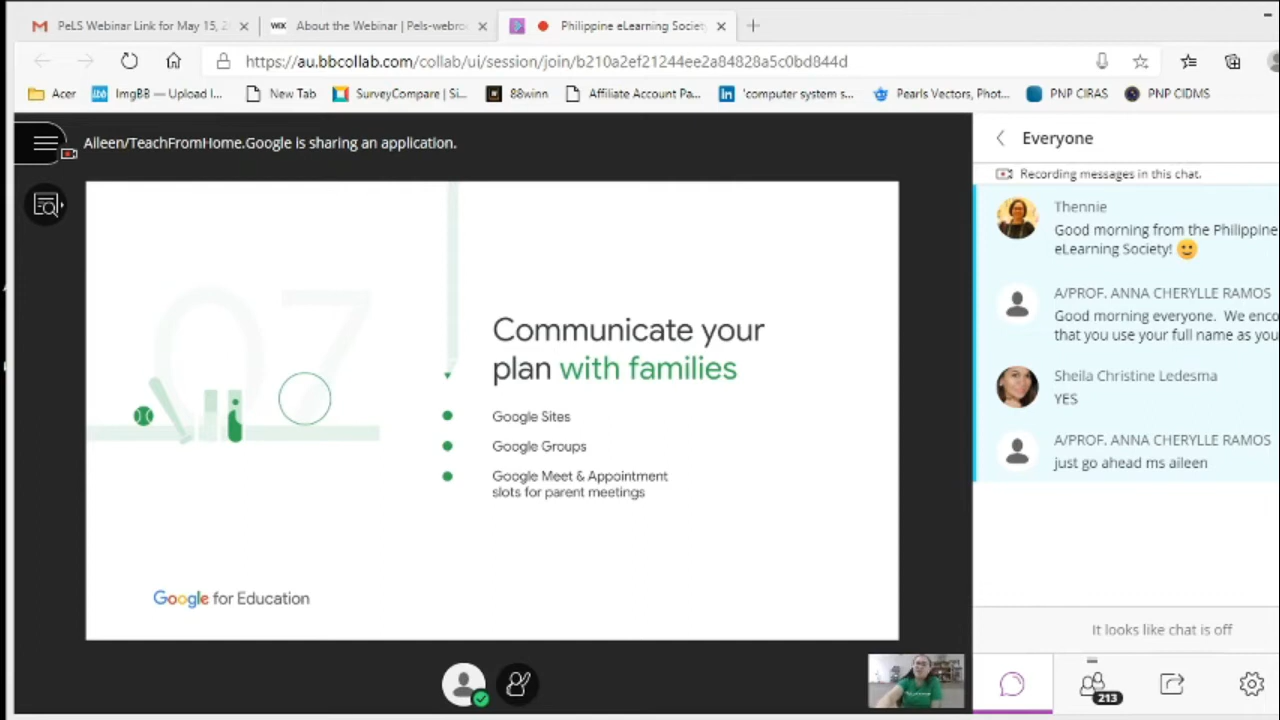 PeLS Webinar Link for May 15, 2
WiX About the Webinar | Pels-webro
Philippine eLearning Society
https://au.bbcollab.com/collab/ui/session/join/b210a2ef21244ee2a84828a5c0bd844d
Acer
ImgBB — Upload I...
New Tab
SurveyCompare | Si...
88winn
Affiliate Account Pa...
'computer system s...
Pearls Vectors, Phot...
PNP CIRAS
PNP CIDMS
Aileen/TeachFromHome.Google is sharing an application.
07
Communicate your
plan with families
Google Sites
Google Groups
Google Meet & Appointment
slots for parent meetings
Google for Education
Everyone
Recording messages in this chat.
Thennie
Good morning from the Philippine
eLearning Society!
A/PROF. ANNA CHERYLLE RAMOS
Good morning everyone. We enco
that you use your full name as you
Sheila Christine Ledesma
YES
A/PROF. ANNA CHERYLLE RAMOS
just go ahead ms aileen
It looks like chat is off
213